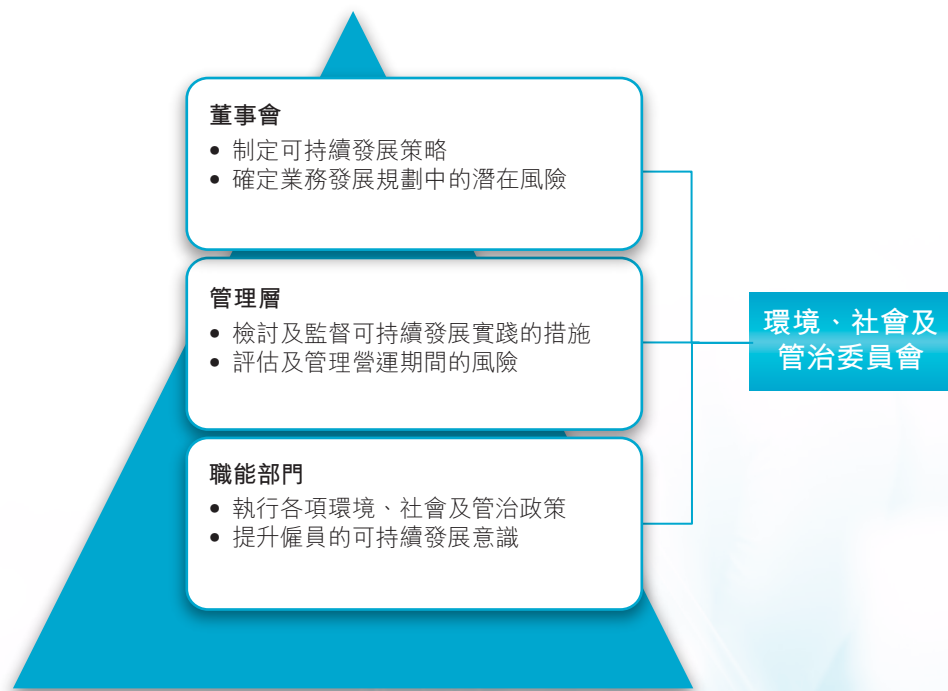 董事會
• 制定可持續發展策略
• 確定業務發展規劃中的潛在風險
管理層
• 檢討及監督可持續發展實踐的措施
• 評估及管理營運期間的風險
職能部門
• 執行各項環境、社會及管治政策
• 提升僱員的可持續發展意識
環境、社會及
管治委員會